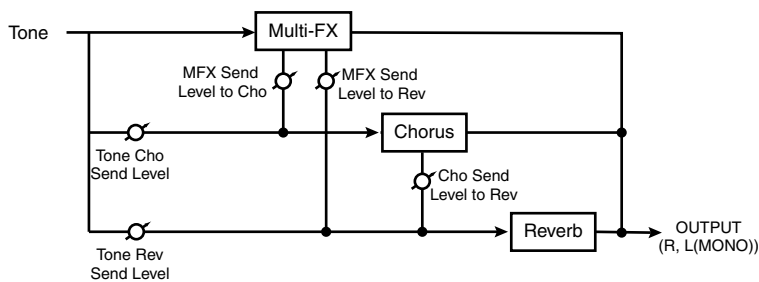 Tone
Multi-FX
MFX Send
Level to Cho
MFX Send
Level to Rev
Chorus
Tone Cho
Send Level
Cho Send
Level to Rev
Reverb
OUTPUT
(R, L(MONO))
Tone Rev
Send Level